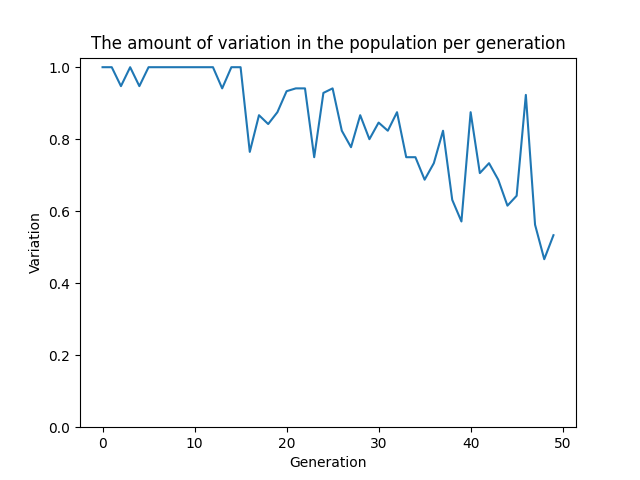 The amount of variation in the population per generation
1.0
0.8
0.6
0.4
0.2
0.0
Variation
0 10 20 30 40 50
Generation